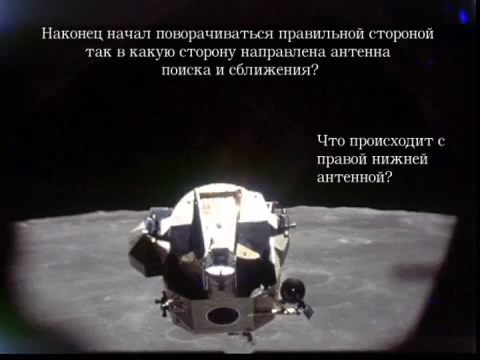 Наконец начал поворачиваться правильной стороной
так в какую сторону направлена антенна
поиска и сближения?
Что происходит с
правой нижней
антенной?